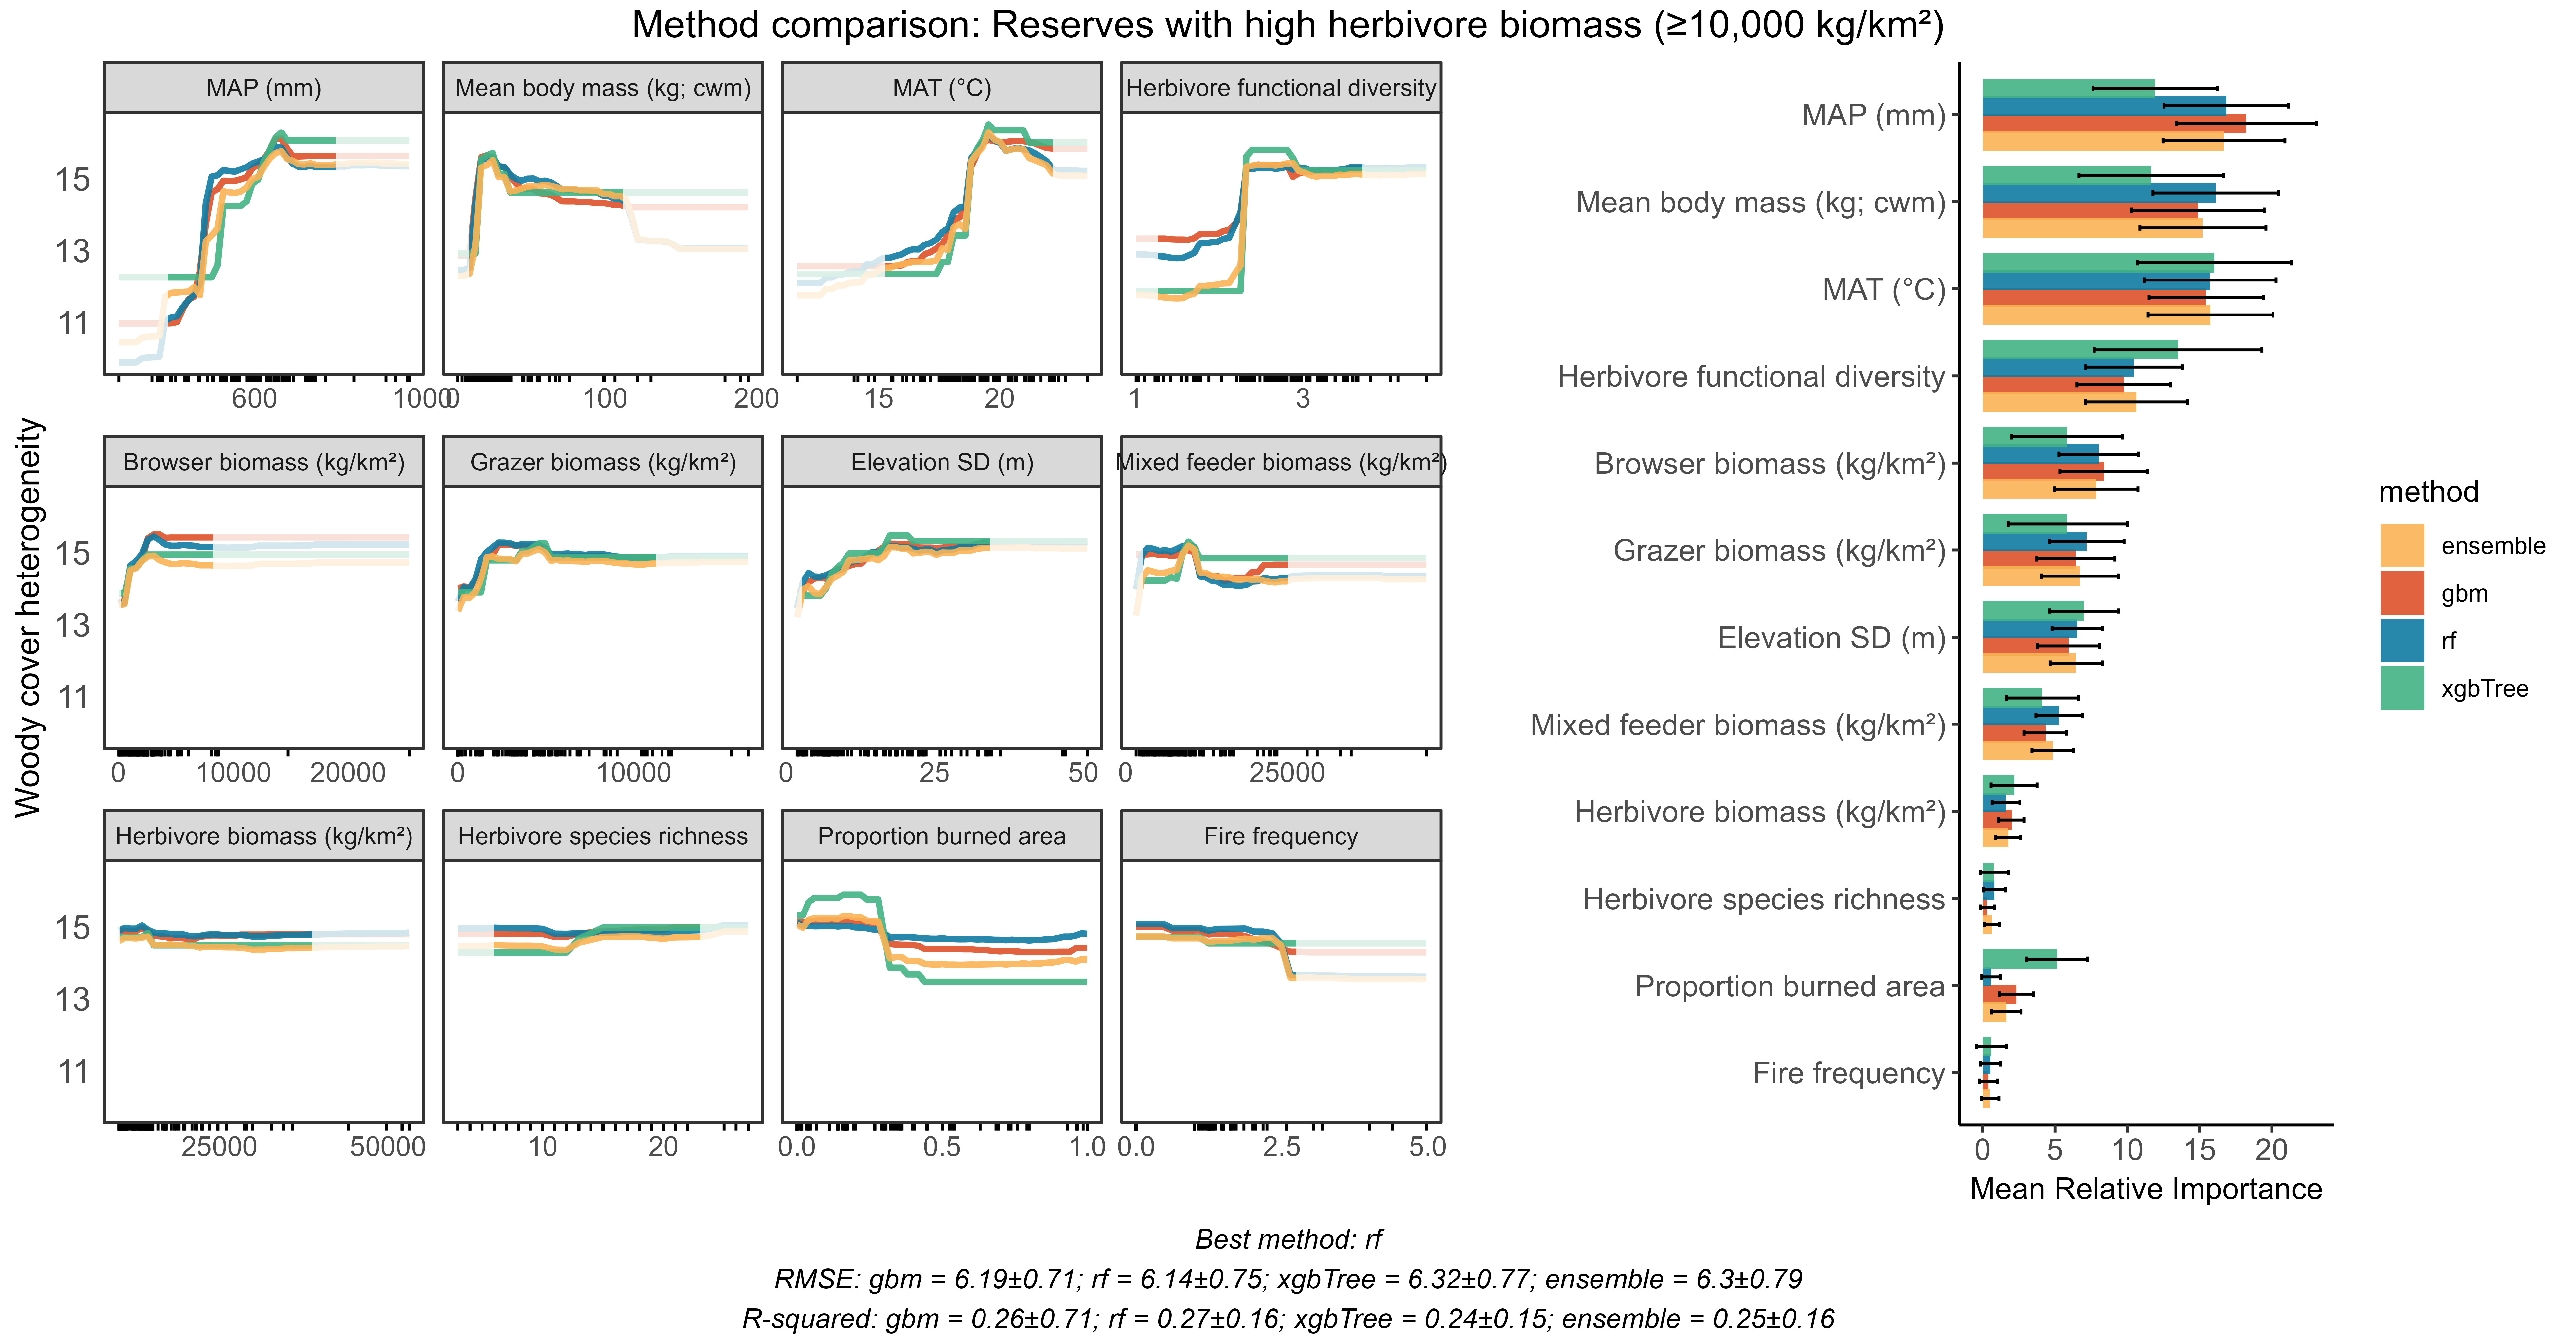 Method comparison: Reserves with high herbivore biomass (≥10,000 kg/km²)
Woody cover heterogeneity
MAP (mm)
Mean body mass (kg; cwm)
MAT (°C)
Herbivore functional diversity
15
13
11
600 1000
0 100 200
15 20
1 3
Browser biomass (kg/km²)
Grazer biomass (kg/km²)
Elevation SD (m)
Mixed feeder biomass (kg/km²)
15
13
11
0 10000 20000
0 10000
0 25 50
0 25000
Herbivore biomass (kg/km²)
Herbivore species richness
Proportion burned area
Fire frequency
15
13
11
25000 50000
10 20
0.0 0.5 1.0
0.0 2.5 5.0
MAP (mm)
Mean body mass (kg; cwm)
MAT (°C)
Herbivore functional diversity
Browser biomass (kg/km²)
Grazer biomass (kg/km²)
Elevation SD (m)
Mixed feeder biomass (kg/km²)
Herbivore biomass (kg/km²)
Herbivore species richness
Proportion burned area
Fire frequency
0 5 10 15 20
Mean Relative Importance
method
ensemble
gbm
rf
xgbTree
Best method: rf
RMSE: gbm = 6.19±0.71; rf = 6.14±0.75; xgbTree = 6.32±0.77; ensemble = 6.3±0.79
R-squared: gbm = 0.26±0.71; rf = 0.27±0.16; xgbTree = 0.24±0.15; ensemble = 0.25±0.16